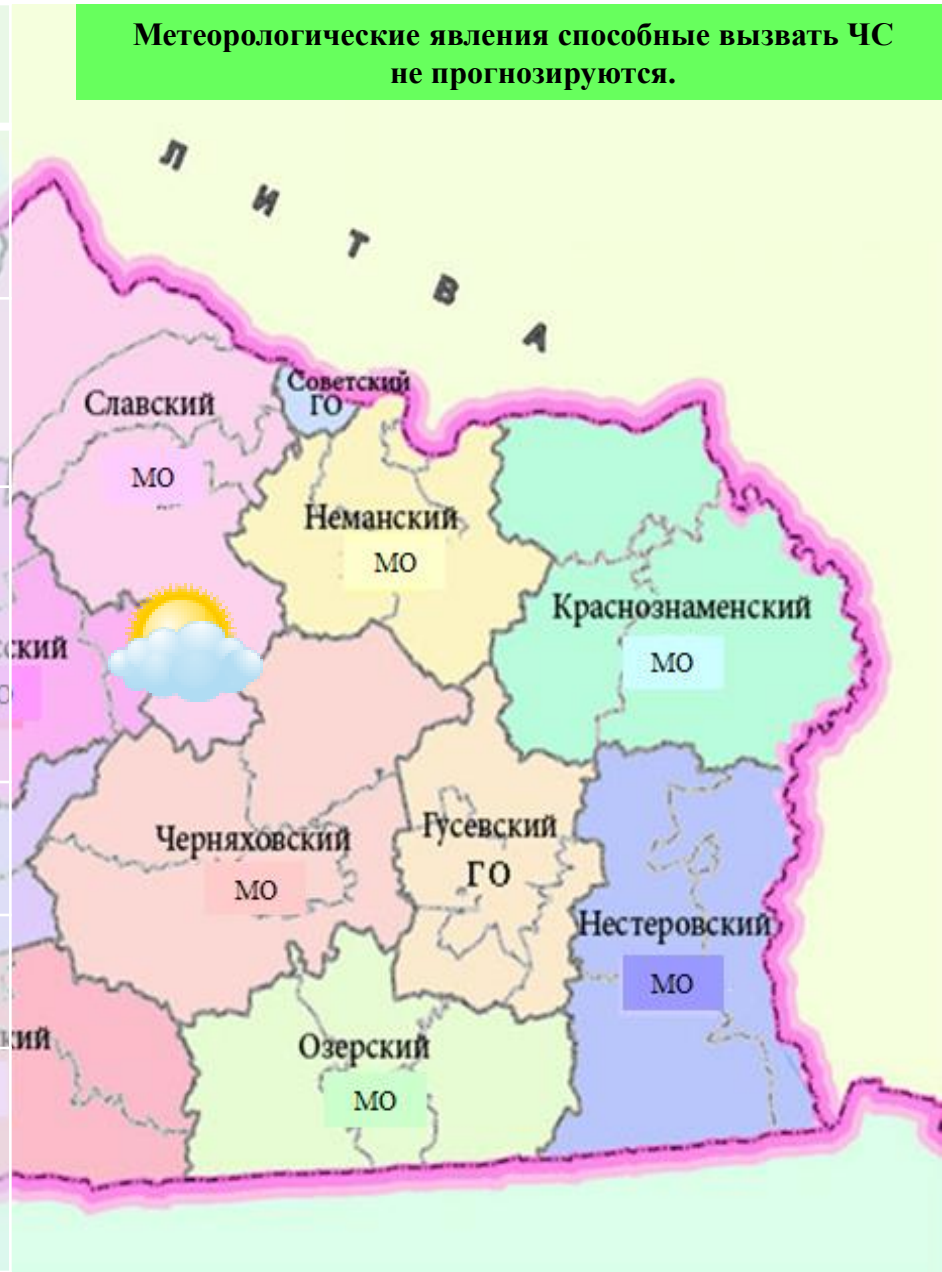 Метеорологические явления способные вызвать ЧС
не прогнозируются.
ЛИТВА
Советский
ГО
Славский
МО
Неманский
МО
Краснознаменский
МО
Гусевский
ГО
Черняховский
МО
Нестеровский
МО
Озерский
МО